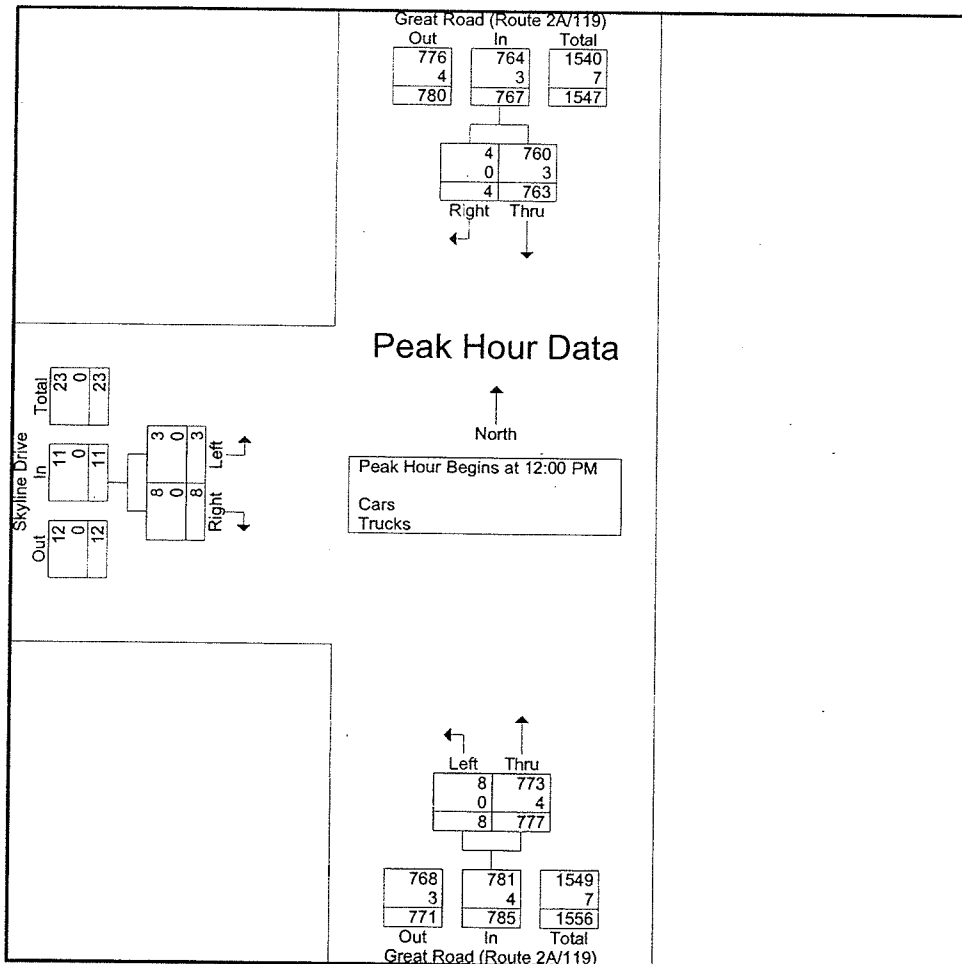 Great Road (Route 2A/119)
Out In Total
776 764 1540
4 3 7
780 767 1547
4 760
0 3
4 763
Right Thru
Peak Hour Data
North
Peak Hour Begins at 12:00 PM
Cars
Trucks
Skyline Drive
Out In Total
12 11 23
0 0 0
12 11 23
Right Left
8 3
0 0
8 3
Left Thru
8 773
0 4
8 777
768 781 1549
3 4 7
771 785 1556
Out In Total
Great Road (Route 2A/119)